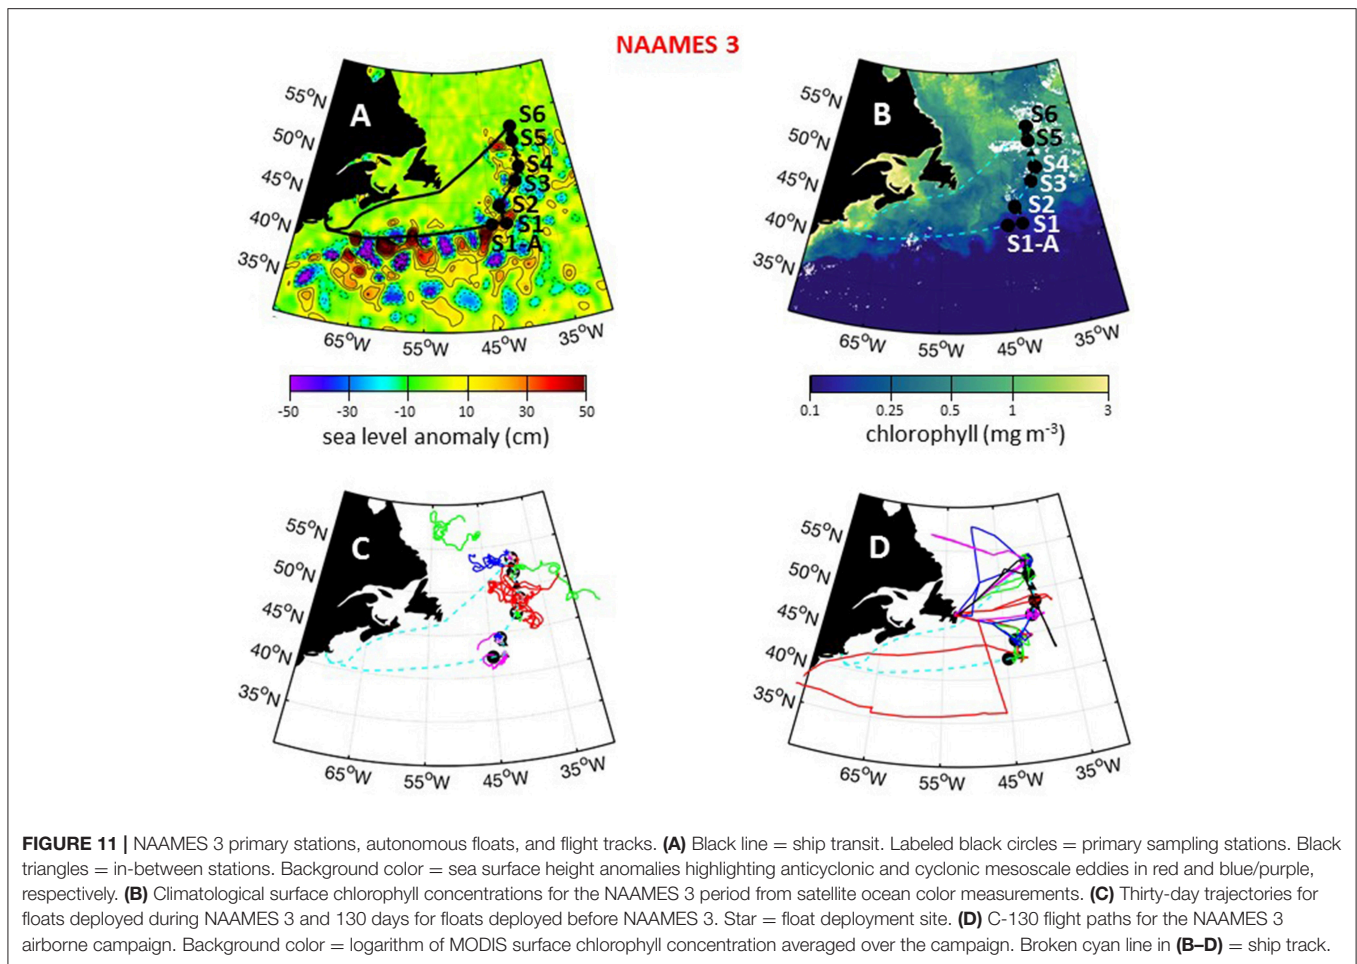 NAAMES 3
A
55°N
50°N
45°N
40°N
35°N
65°W
55°W
45°W
35°W
S6
S5
S4
S3
S2
S1
S1-A
-50 -30 -10 10 30 50
sea level anomaly (cm)
B
55°N
50°N
45°N
40°N
35°N
65°W
55°W
45°W
35°W
S6
S5
S4
S3
S2
S1
S1-A
0.1 0.25 0.5 1 3
chlorophyll (mg m⁻³)
C
55°N
50°N
45°N
40°N
35°N
65°W
55°W
45°W
35°W
D
55°N
50°N
45°N
40°N
35°N
65°W
55°W
45°W
35°W
FIGURE 11 | NAAMES 3 primary stations, autonomous floats, and flight tracks. (A) Black line = ship transit. Labeled black circles = primary sampling stations. Black
triangles = in-between stations. Background color = sea surface height anomalies highlighting anticyclonic and cyclonic mesoscale eddies in red and blue/purple,
respectively. (B) Climatological surface chlorophyll concentrations for the NAAMES 3 period from satellite ocean color measurements. (C) Thirty-day trajectories for
floats deployed during NAAMES 3 and 130 days for floats deployed before NAAMES 3. Star = float deployment site. (D) C-130 flight paths for the NAAMES 3
airborne campaign. Background color = logarithm of MODIS surface chlorophyll concentration averaged over the campaign. Broken cyan line in (B–D) = ship track.